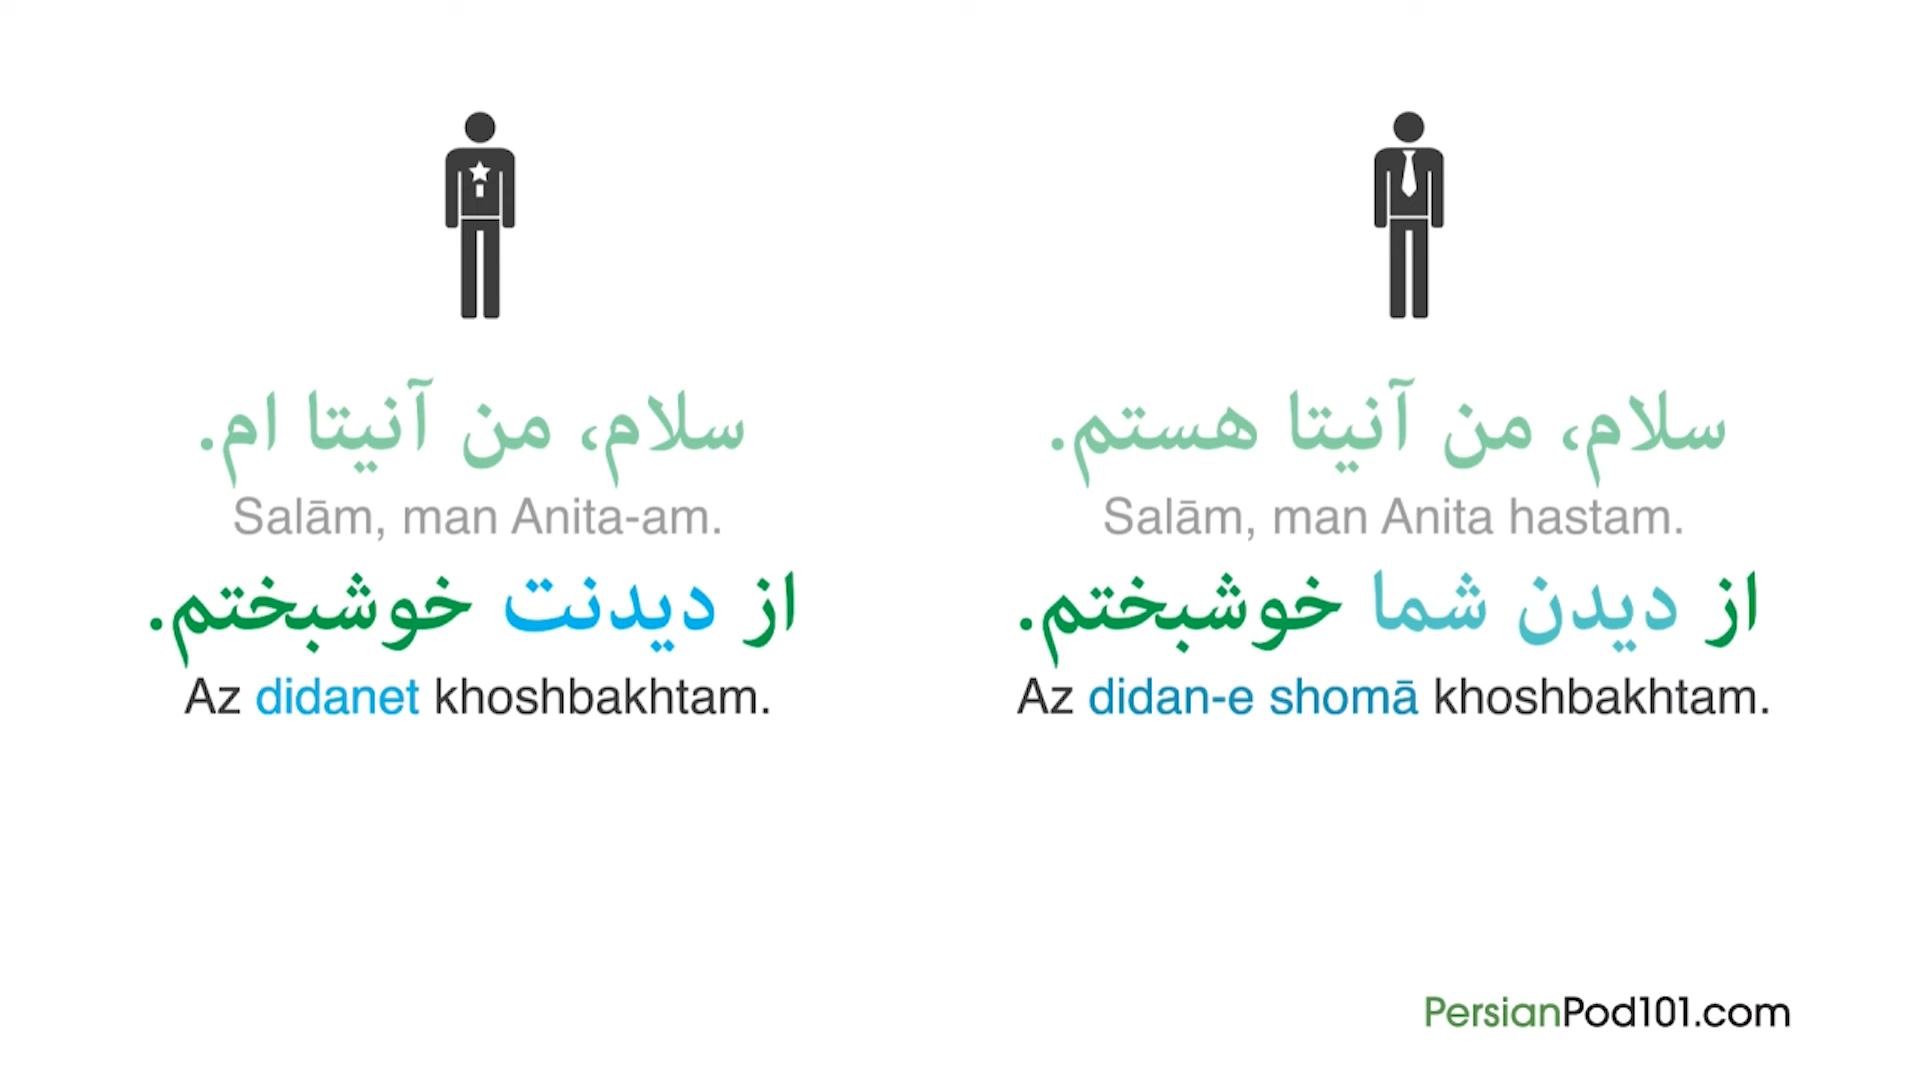 سلام، من آنیتا ام.
Salām, man Anita-am.
از دیدنت خوشبختم.
Az didanet khoshbakhtam.
سلام، من آنیتا هستم.
Salām, man Anita hastam.
از دیدن شما خوشبختم.
Az didan-e shomā khoshbakhtam.
PersianPod101.com